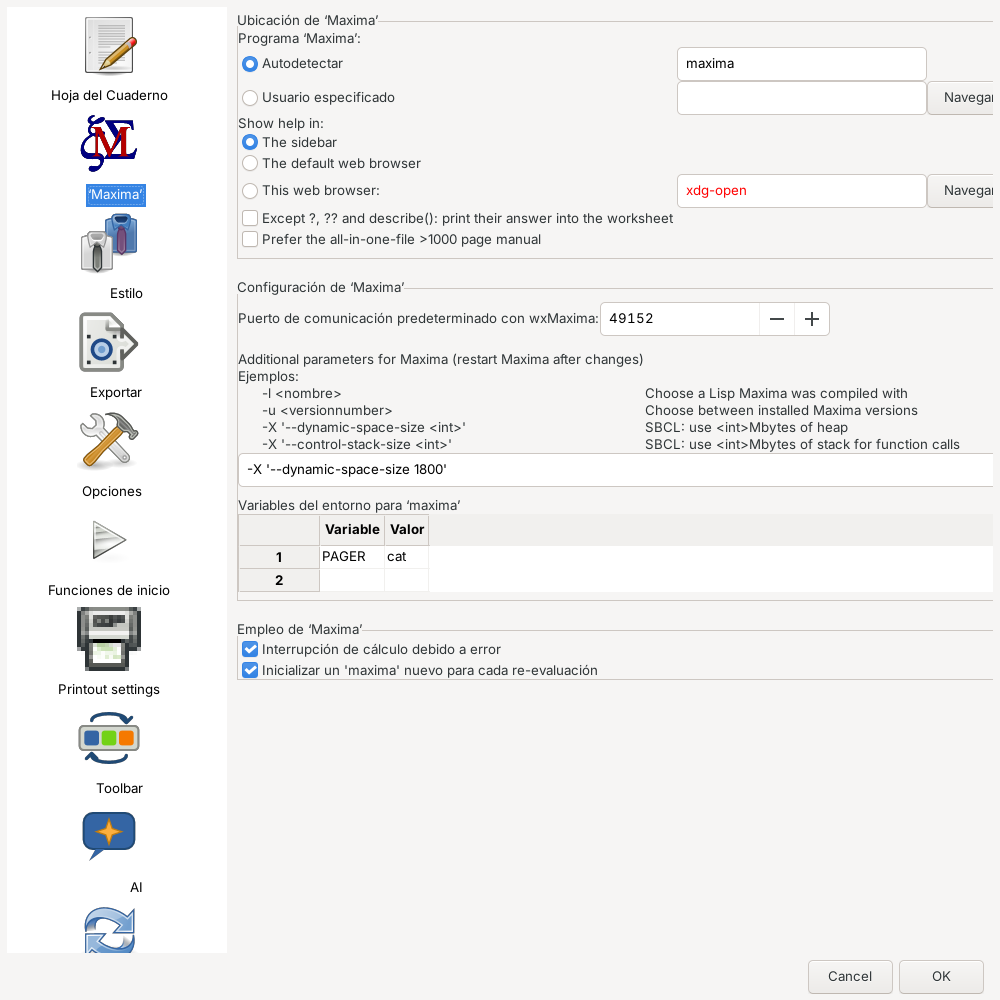 Hoja del Cuaderno
‘Maxima’
Estilo
Exportar
Opciones
Funciones de inicio
Printout settings
Toolbar
AI
Ubicación de ‘Maxima’
Programa ‘Maxima’:
Autodetectar maxima
Usuario especificado Navegar
Show help in:
The sidebar
The default web browser
This web browser: xdg-open Navegar
Except ?, ?? and describe(): print their answer into the worksheet
Prefer the all-in-one-file >1000 page manual
Configuración de ‘Maxima’
Puerto de comunicación predeterminado con wxMaxima: 49152
Additional parameters for Maxima (restart Maxima after changes)
Ejemplos:
-l <nombre> Choose a Lisp Maxima was compiled with
-u <versionnumber> Choose between installed Maxima versions
-X '--dynamic-space-size <int>' SBCL: use <int>Mbytes of heap
-X '--control-stack-size <int>' SBCL: use <int>Mbytes of stack for function calls
-X '--dynamic-space-size 1800'
Variables del entorno para ‘maxima’
Variable Valor
1 PAGER cat
2
Empleo de ‘Maxima’
Interrupción de cálculo debido a error
Inicializar un 'maxima' nuevo para cada re-evaluación
Cancel OK